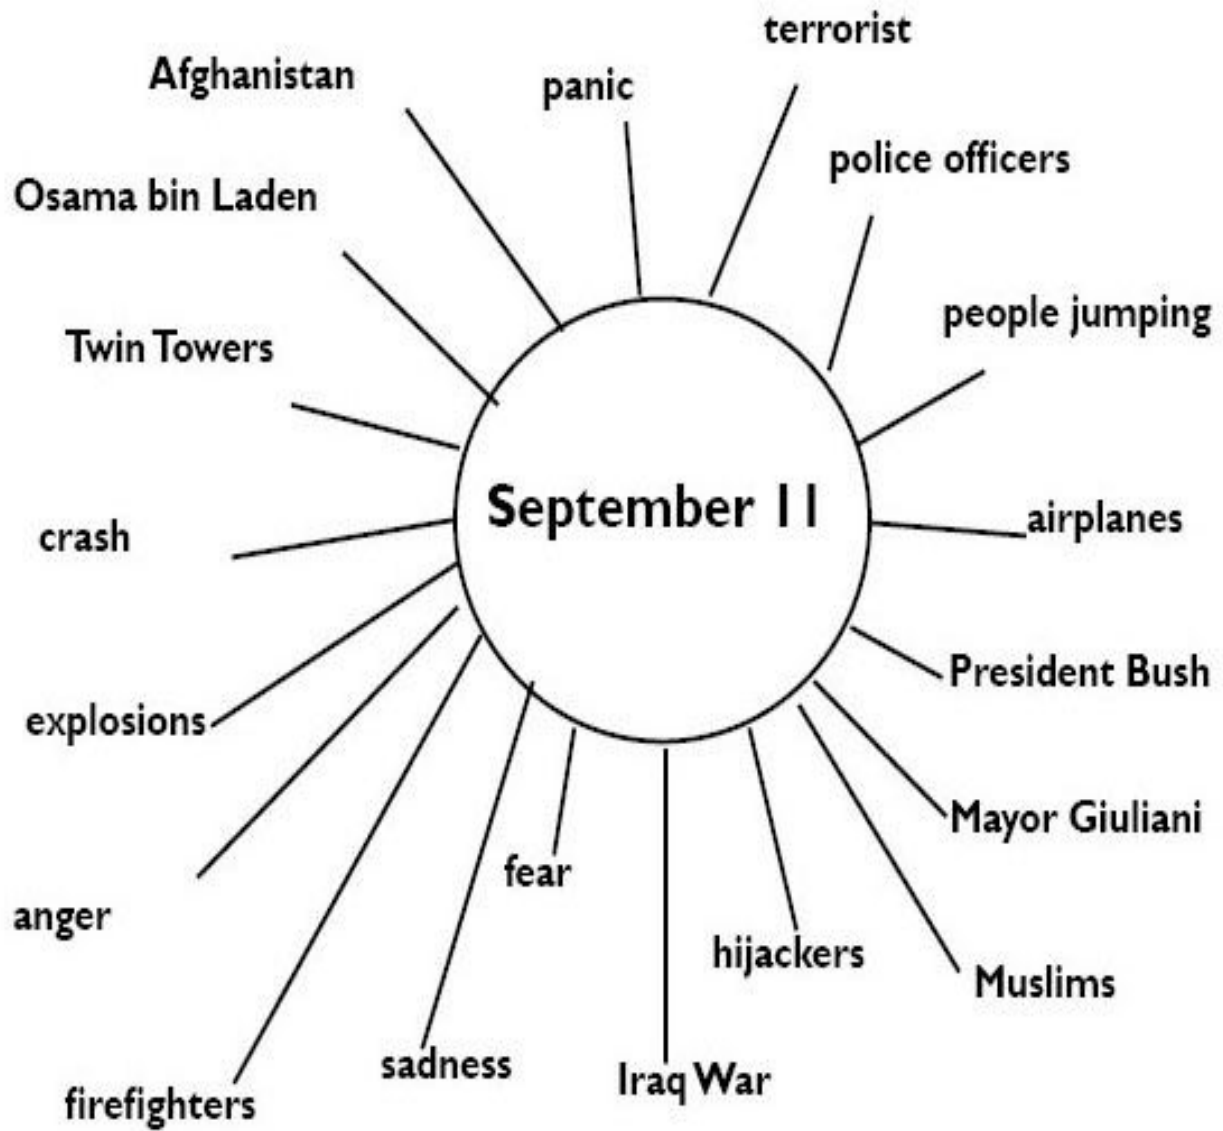 terrorist
Afghanistan
panic
police officers
Osama bin Laden
people jumping
Twin Towers
September 11
airplanes
crash
President Bush
explosions
Mayor Giuliani
fear
anger
hijackers
Muslims
sadness
Iraq War
firefighters